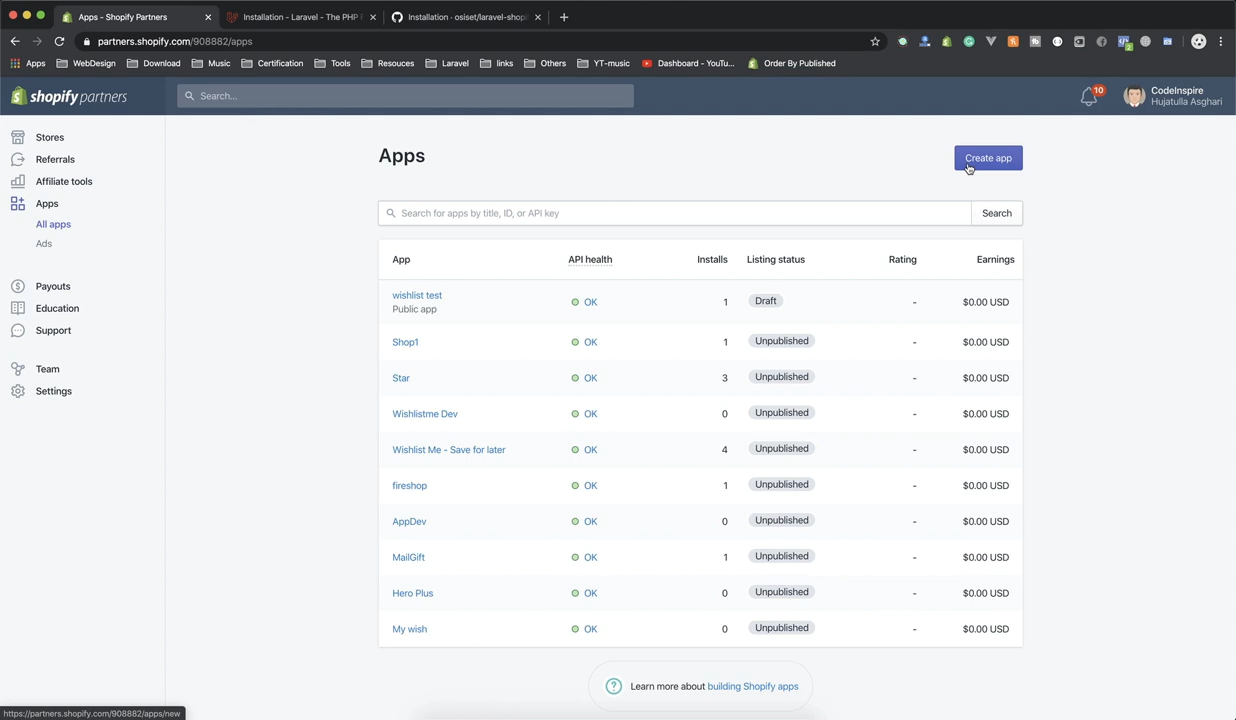 Apps - Shopify Partners
Installation - Laravel - The PHP F
Installation · osiset/laravel-shopi
partners.shopify.com/908882/apps
Apps
WebDesign
Download
Music
Certification
Tools
Resouces
Laravel
links
Others
YT-music
Dashboard - YouTu...
Order By Published
shopify partners
Search...
10
CodeInspire
Hujatulla Asghari
Stores
Referrals
Affiliate tools
Apps
All apps
Ads
Payouts
Education
Support
Team
Settings
Apps
Create app
Search for apps by title, ID, or API key
Search
App API health Installs Listing status Rating Earnings
wishlist test
Public app
OK 1 Draft - $0.00 USD
Shop1 OK 1 Unpublished - $0.00 USD
Star OK 3 Unpublished - $0.00 USD
Wishlistme Dev OK 0 Unpublished - $0.00 USD
Wishlist Me - Save for later OK 4 Unpublished - $0.00 USD
fireshop OK 1 Unpublished - $0.00 USD
AppDev OK 0 Unpublished - $0.00 USD
MailGift OK 1 Unpublished - $0.00 USD
Hero Plus OK 0 Unpublished - $0.00 USD
My wish OK 0 Unpublished - $0.00 USD
Learn more about building Shopify apps
https://partners.shopify.com/908882/apps/new